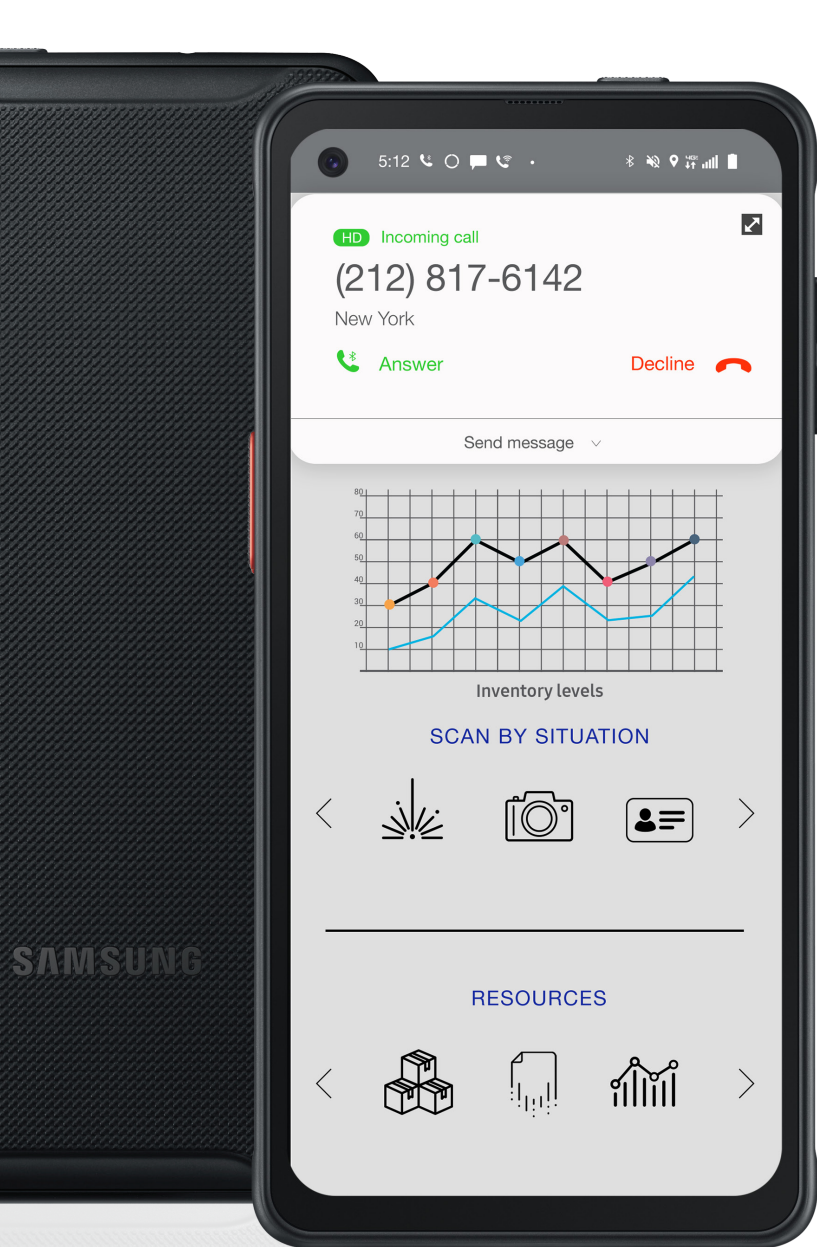 5:12
HD Incoming call
(212) 817-6142
New York
Answer
Decline
Send message
80
70
60
50
40
30
20
10
Inventory levels
SCAN BY SITUATION
RESOURCES
SAMSUNG